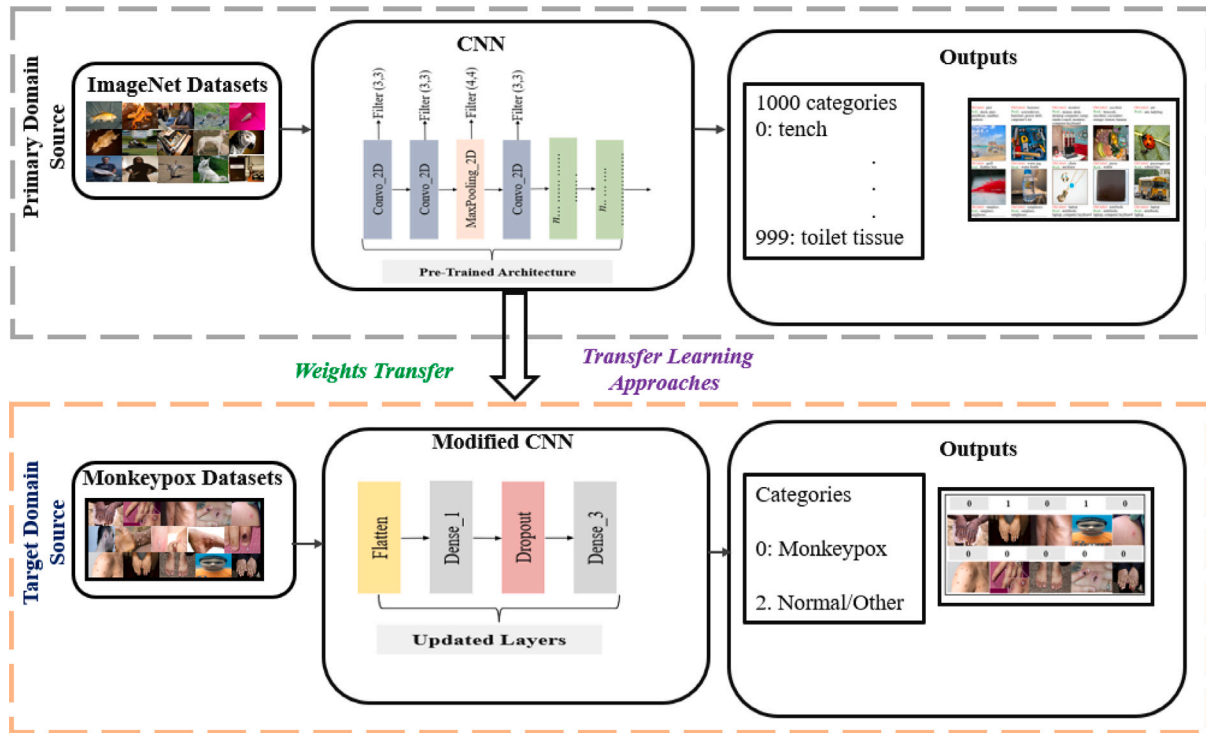 Primary Domain
Source
ImageNet Datasets
CNN
Filter (3,3)
Filter (3,3)
Filter (4,4)
Filter (3,3)
Convo_2D
Convo_2D
MaxPooling_2D
Convo_2D
Pre-Trained Architecture
Outputs
1000 categories
0: tench
.
.
.
999: toilet tissue
Weights Transfer
Transfer Learning
Approaches
Target Domain
Source
Monkeypox Datasets
Modified CNN
Flatten
Dense_1
Dropout
Dense_3
Updated Layers
Outputs
Categories
0: Monkeypox
2. Normal/Other
0 1 0 1 0
0 0 0 0 0